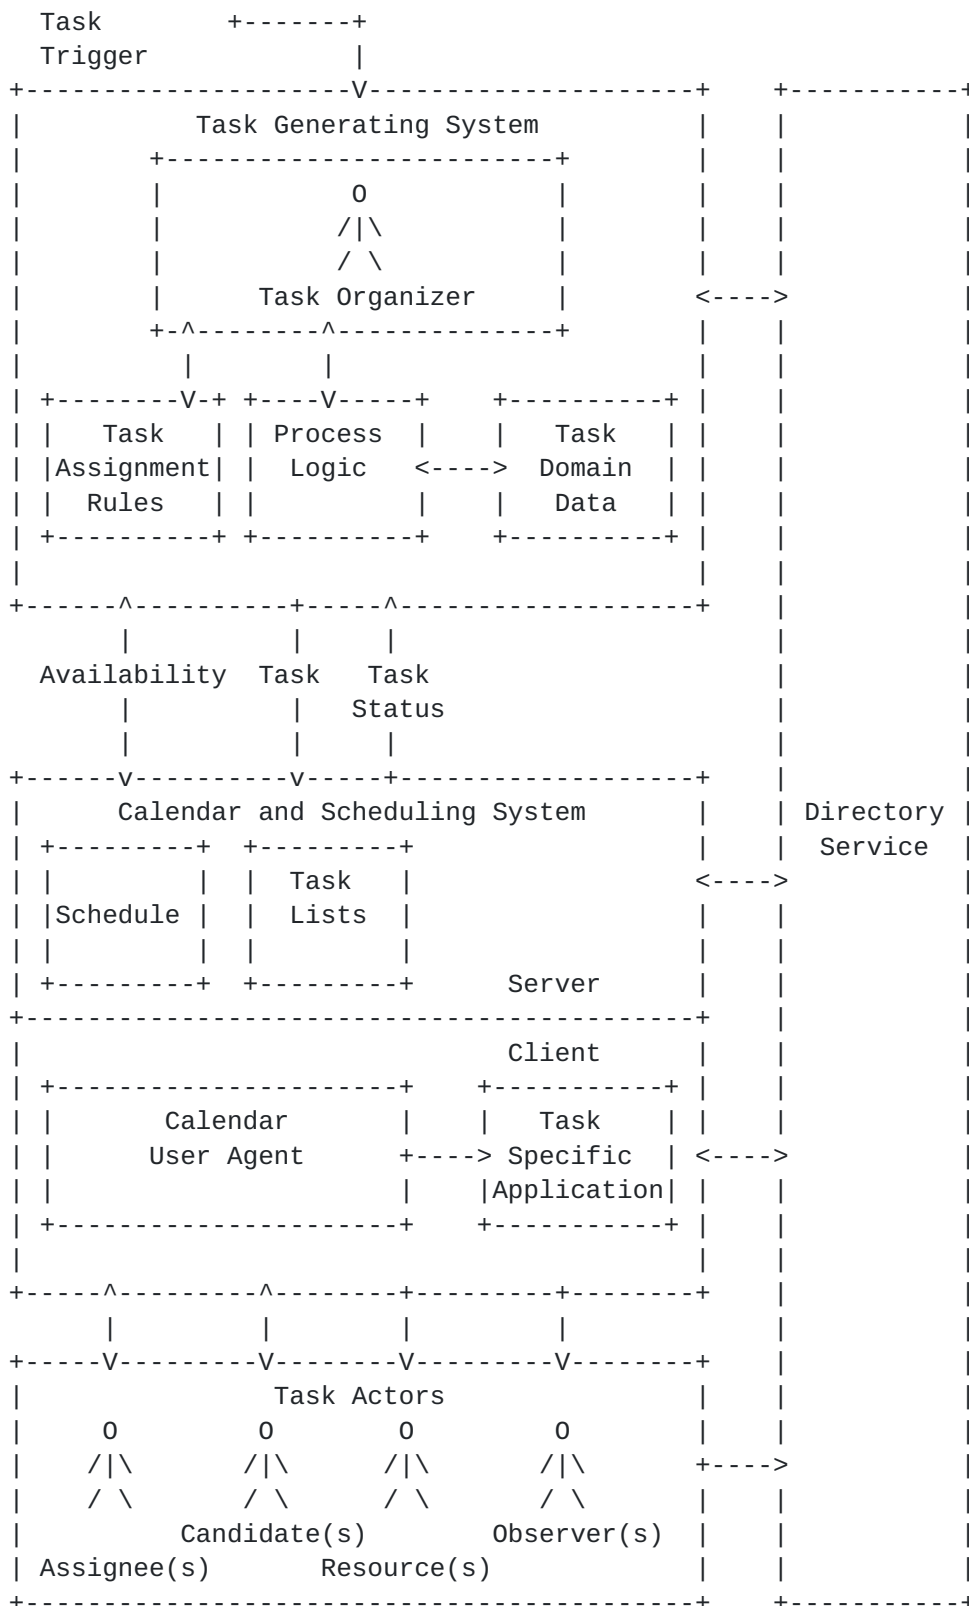 Task
Trigger
Task Generating System
Task Organizer
Task Process Task
Assignment Logic Domain
Rules Data
Availability Task Task
Status
Calendar and Scheduling System Directory
Service
Task
Schedule Lists
Server
Client
Calendar Task
User Agent Specific
Application
Task Actors
Candidate(s) Observer(s)
Assignee(s) Resource(s)